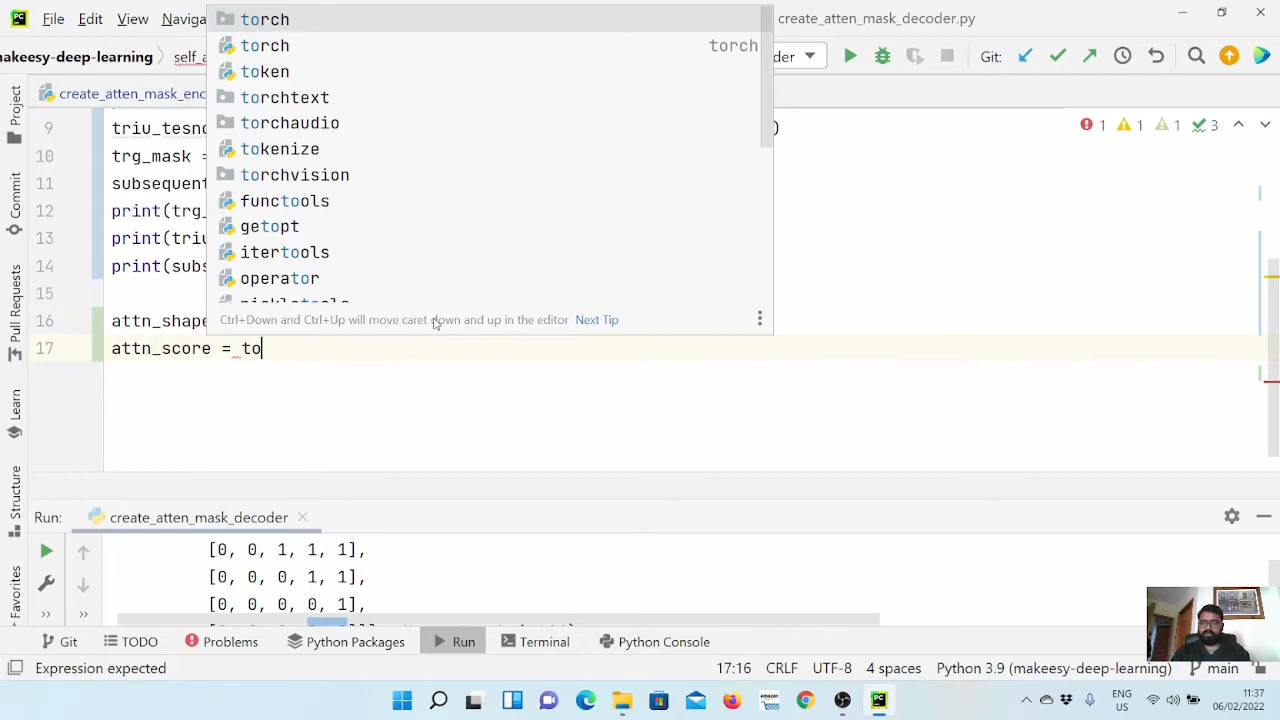 PC File Edit View Navigat
create_atten_mask_decoder.py
makeesy-deep-learning self_a
der
Git:
create_atten_mask_enc
torch
torch torch
token
torchtext
torchaudio
tokenize
torchvision
functools
getopt
itertools
operator
pickletools
Ctrl+Down and Ctrl+Up will move caret down and up in the editor Next Tip
1 1 1 3
9 triu_tesno )
10 trg_mask =
11 subsequent
12 print(trg_
13 print(triu
14 print(subs
15
16 attn_shape
17 attn_score = to
Project
Commit
Pull Requests
Learn
Structure
Favorites
Run: create_atten_mask_decoder
[0, 0, 1, 1, 1],
[0, 0, 0, 1, 1],
[0, 0, 0, 0, 1],
Git TODO Problems Python Packages Run Terminal Python Console
Expression expected 17:16 CRLF UTF-8 4 spaces Python 3.9 (makeesy-deep-learning) main
amazon
PC
ENG
US
11:37
06/02/2022